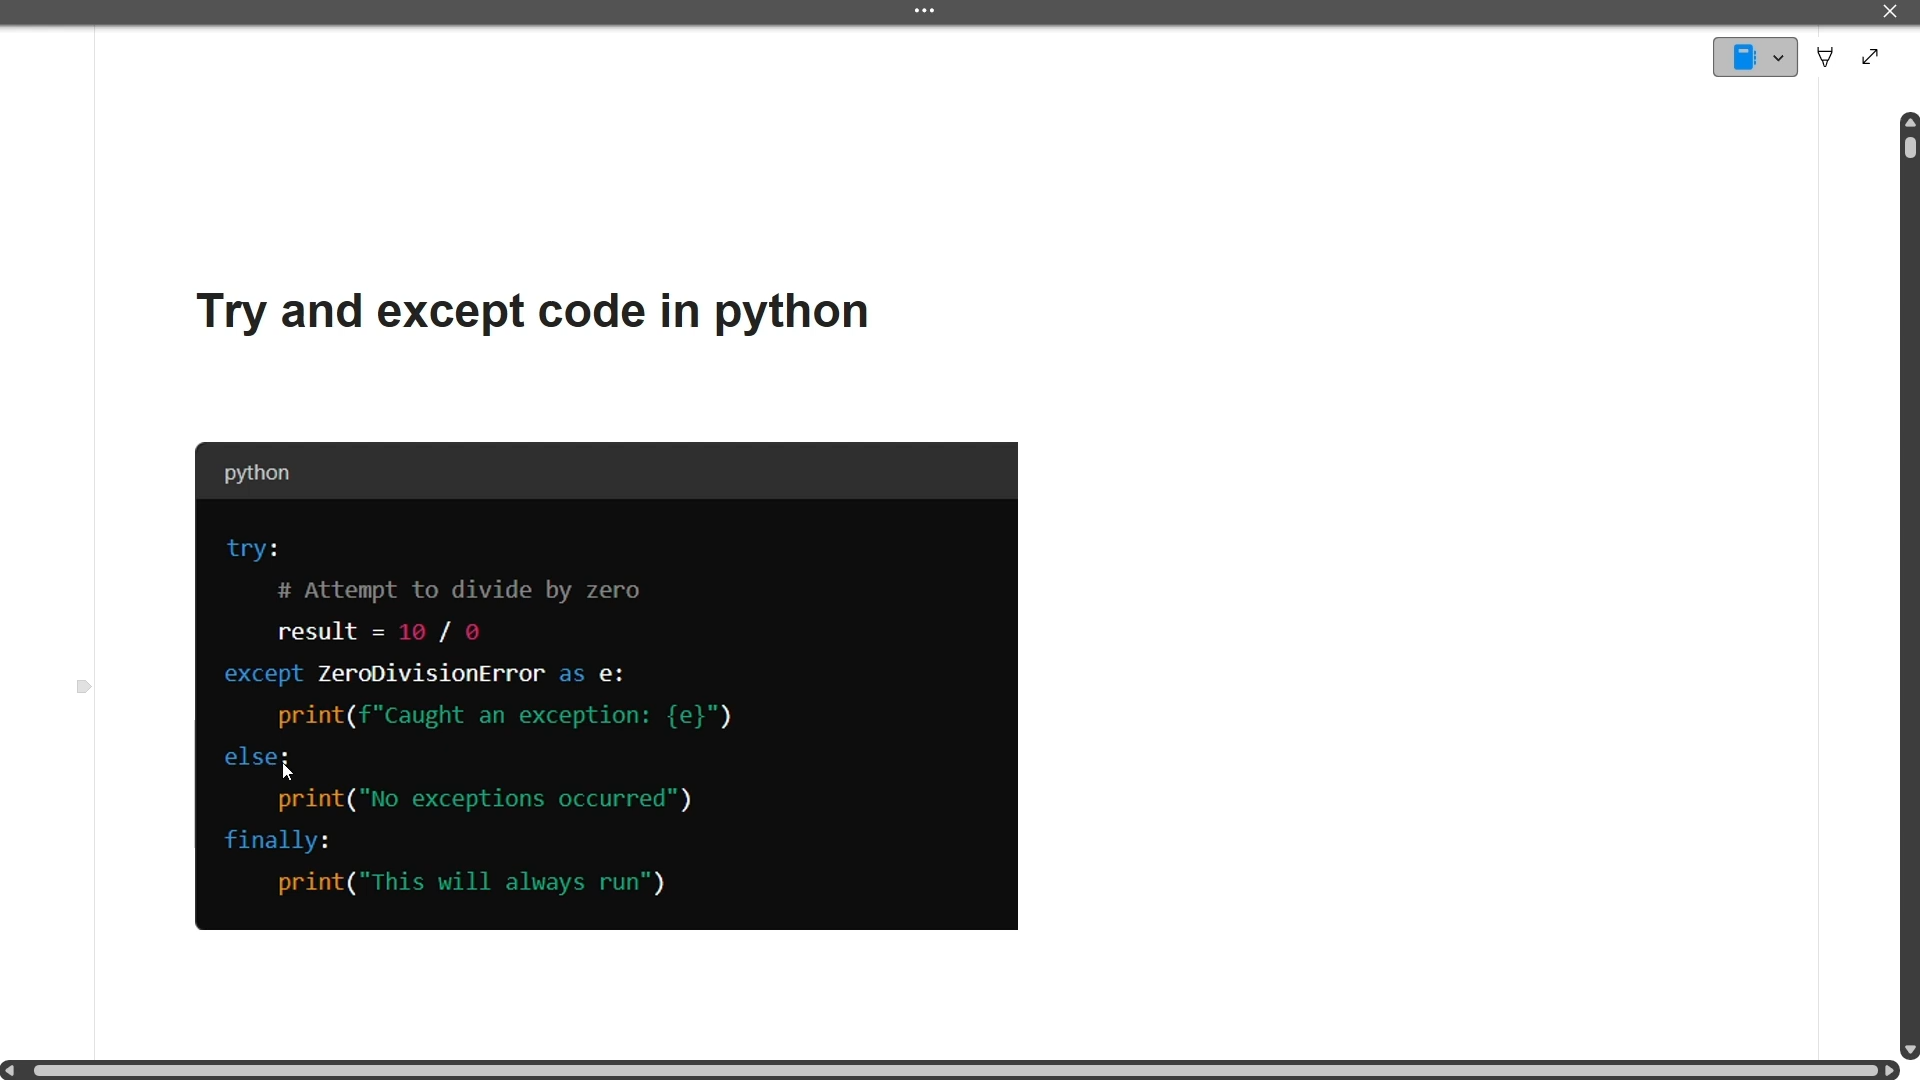 Try and except code in python
python
try:
    # Attempt to divide by zero
    result = 10 / 0
except ZeroDivisionError as e:
    print(f"Caught an exception: {e}")
else:
    print("No exceptions occurred")
finally:
    print("This will always run")